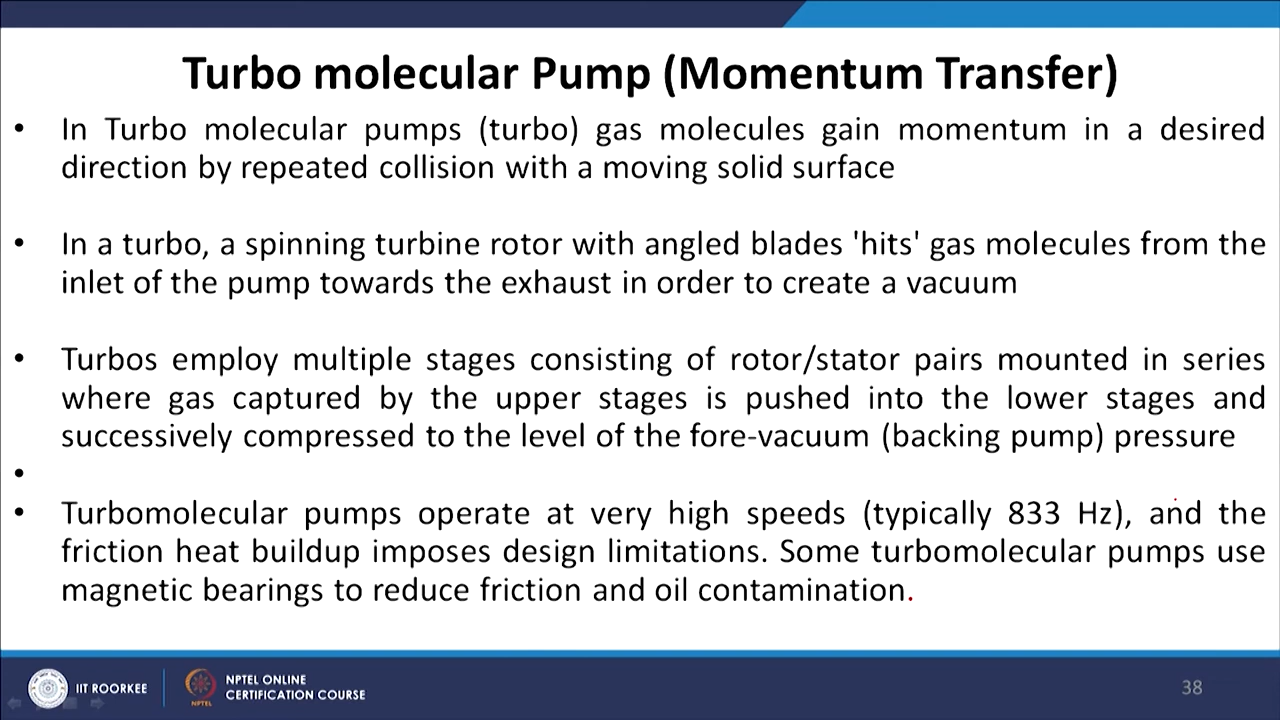 Turbo molecular Pump (Momentum Transfer)
• In Turbo molecular pumps (turbo) gas molecules gain momentum in a desired
direction by repeated collision with a moving solid surface
• In a turbo, a spinning turbine rotor with angled blades 'hits' gas molecules from the
inlet of the pump towards the exhaust in order to create a vacuum
• Turbos employ multiple stages consisting of rotor/stator pairs mounted in series
where gas captured by the upper stages is pushed into the lower stages and
successively compressed to the level of the fore-vacuum (backing pump) pressure
•
• Turbomolecular pumps operate at very high speeds (typically 833 Hz), and the
friction heat buildup imposes design limitations. Some turbomolecular pumps use
magnetic bearings to reduce friction and oil contamination.
IIT ROORKEE
NPTEL
NPTEL ONLINE
CERTIFICATION COURSE
38